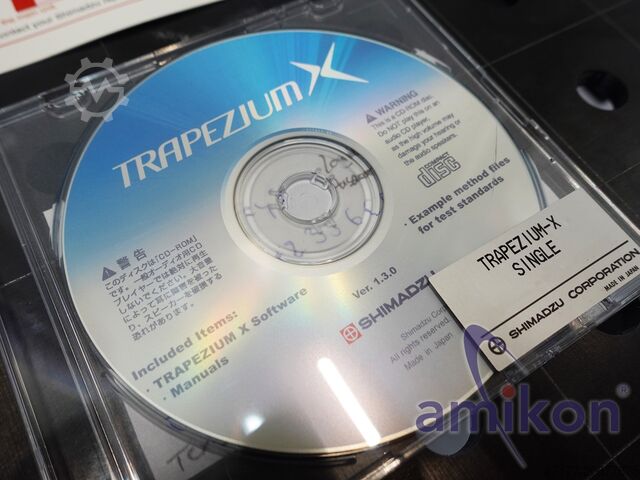 contact your Shimadzu
TRAPEZIUM X
WARNING
This is a CD-ROM disc.
Do NOT play this on an
audio CD player,
as the high volume may
damage your hearing or
the audio speakers.
COMPACT
disc
・Example method files
for test standards
警告
このディスクは「CD-ROM」
です。一般オーディオ用CD
プレイヤーでは絶対に再生
しないでください。大音量
によって耳に障害を被った
り、スピーカーを破損する
恐れがあります。
Included Items:
・TRAPEZIUM X Software
・Manuals
Ver. 1.3.0
SHIMADZU
Shimadzu Corp
All rights reserved.
Made in Japan
TRAPEZIUM-X
SINGLE
SHIMADZU CORPORATION
MADE IN JAPAN
amikon